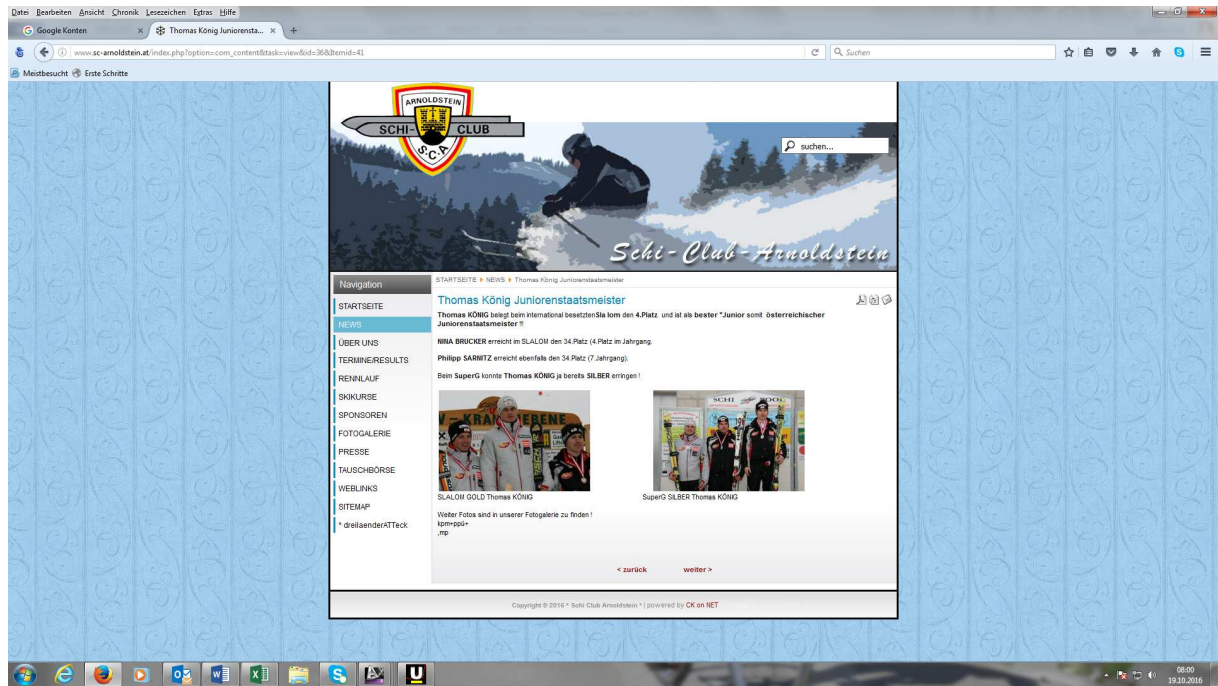 Datei Bearbeiten Ansicht Chronik Lesezeichen Extras Hilfe
Google Konten
Thomas König Juniorensta...
www.sc-arnoldstein.at/index.php?option=com_content&task=view&id=36&Itemid=41
Suchen
Meistbesucht Erste Schritte
ARNOLDSTEIN
SCHI- CLUB
S.C.A
suchen...
Schi-Club-Arnoldstein
Navigation
STARTSEITE
NEWS
ÜBER UNS
TERMINE/RESULTS
RENNLAUF
SKIKURSE
SPONSOREN
FOTOGALERIE
PRESSE
TAUSCHBÖRSE
WEBLINKS
SITEMAP
* dreilaenderATTeck
STARTSEITE NEWS Thomas König Juniorenstaatsmeister
Thomas König Juniorenstaatsmeister
Thomas KÖNIG belegt beim international besetzten Sla lom den 4.Platz und ist als bester "Junior somit österreichischer
Juniorenstaatsmeister !!
NINA BRUCKER erreicht im SLALOM den 34.Platz (4.Platz im Jahrgang.
Philipp SARNITZ erreicht ebenfalls den 34.Platz (7.Jahrgang).
Beim SuperG konnte Thomas KÖNIG ja bereits SILBER erringen !
SCHI POOL
SLALOM GOLD Thomas KÖNIG
SuperG SILBER Thomas KÖNIG
Weiter Fotos sind in unserer Fotogalerie zu finden !
kpm+ppü+
,mp
< zurück weiter >
Copyright © 2016 * Schi Club Arnoldstein * | powered by CK on NET
08:00
19.10.2016